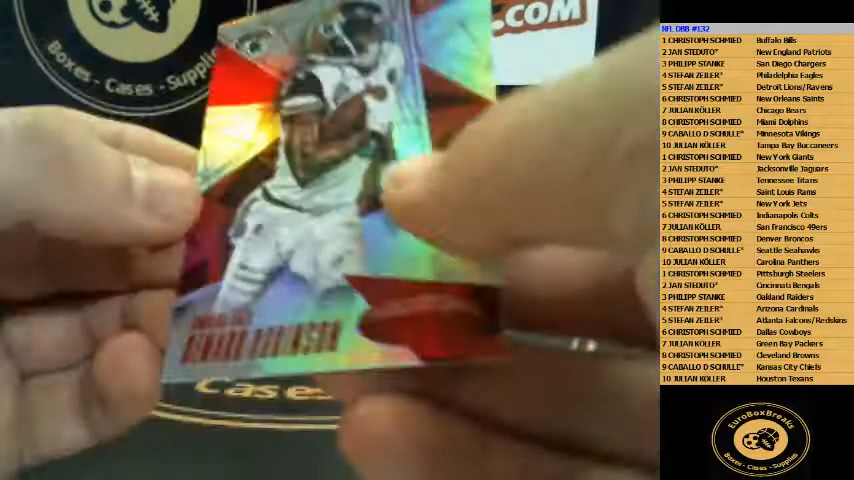 Boxes - Cases - Supplies
.COM
DENARD ROBINSON
Cases
NFL DBB #132
1 CHRISTOPH SCHMIED Buffalo Bills
2 JAN STEDUTO* New England Patriots
3 PHILIPP STANKE San Diego Chargers
4 STEFAN ZEILER* Philadelphia Eagles
5 STEFAN ZEILER* Detroit Lions/Ravens
6 CHRISTOPH SCHMIED New Orleans Saints
7 JULIAN KÖLLER Chicago Bears
8 CHRISTOPH SCHMIED Miami Dolphins
9 CABALLO D SCHULLE* Minnesota Vikings
10 JULIAN KÖLLER Tampa Bay Buccaneers
1 CHRISTOPH SCHMIED New York Giants
2 JAN STEDUTO* Jacksonville Jaguars
3 PHILIPP STANKE Tennessee Titans
4 STEFAN ZEILER* Saint Louis Rams
5 STEFAN ZEILER* New York Jets
6 CHRISTOPH SCHMIED Indianapolis Colts
7 JULIAN KÖLLER San Francisco 49ers
8 CHRISTOPH SCHMIED Denver Broncos
9 CABALLO D SCHULLE* Seattle Seahawks
10 JULIAN KÖLLER Carolina Panthers
1 CHRISTOPH SCHMIED Pittsburgh Steelers
2 JAN STEDUTO* Cincinnati Bengals
3 PHILIPP STANKE Oakland Raiders
4 STEFAN ZEILER* Arizona Cardinals
5 STEFAN ZEILER* Atlanta Falcons/Redskins
6 CHRISTOPH SCHMIED Dallas Cowboys
7 JULIAN KÖLLER Green Bay Packers
8 CHRISTOPH SCHMIED Cleveland Browns
9 CABALLO D SCHULLE* Kansas City Chiefs
10 JULIAN KÖLLER Houston Texans
EuroBoxBreaks
Boxes - Cases - Supplies